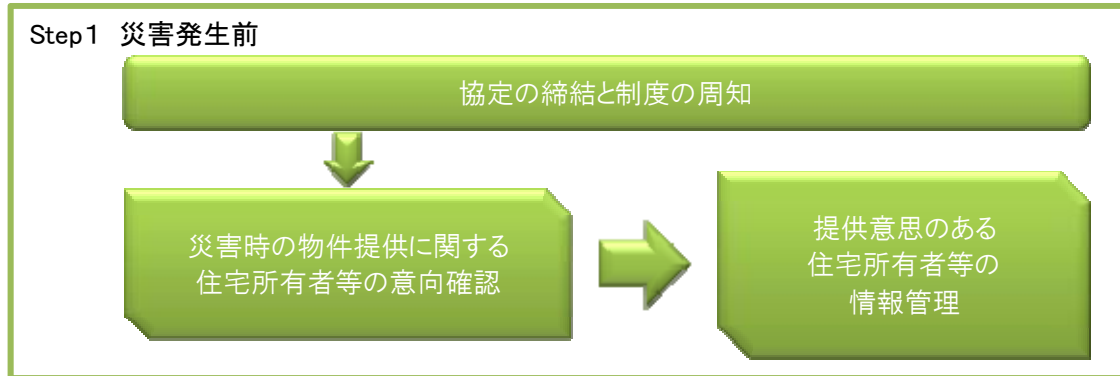 Step1 災害発生前
協定の締結と制度の周知
災害時の物件提供に関する
住宅所有者等の意向確認
提供意思のある
住宅所有者等の
情報管理